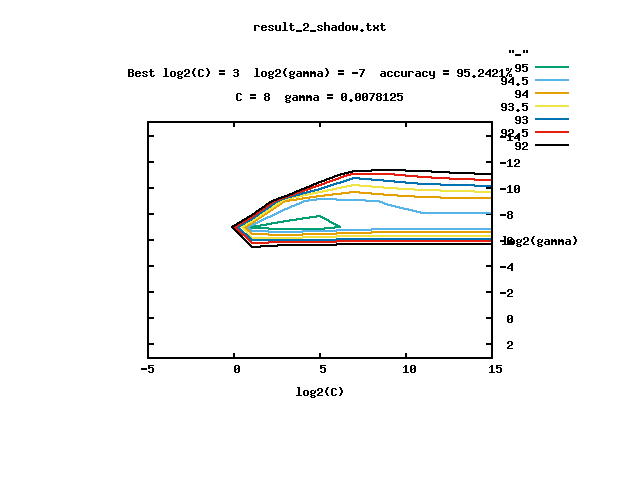 result_2_shadow.txt
"-"
Best log2(C) = 3  log2(gamma) = -7  accuracy = 95.2421%
95
94.5
C = 8  gamma = 0.0078125
94
93.5
93
92.5
-14
92
-12
-10
-8
-6
log2(gamma)
-4
-2
0
2
-5 0 5 10 15
log2(C)